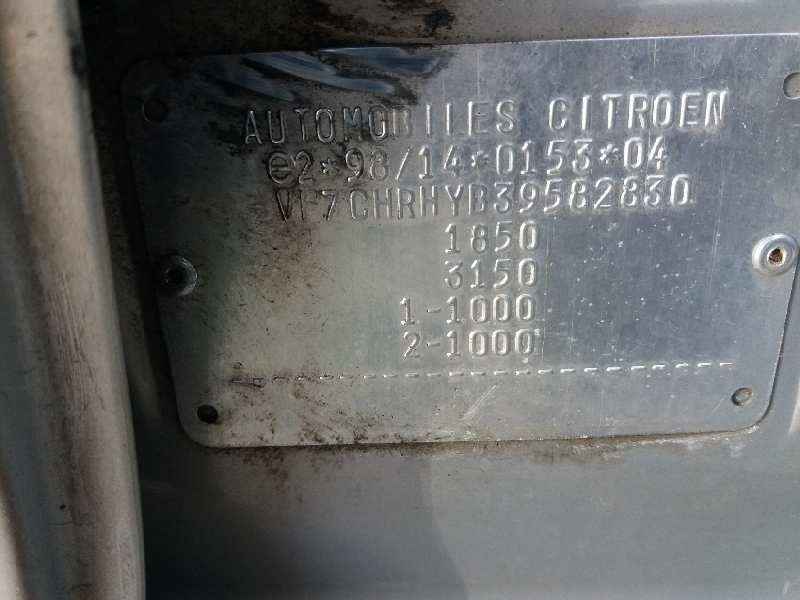 AUTOMOBILES CITROEN
e2*98/14*0153*04
VF7CHRHYB39582830
1850
3150
1-1000
2-1000